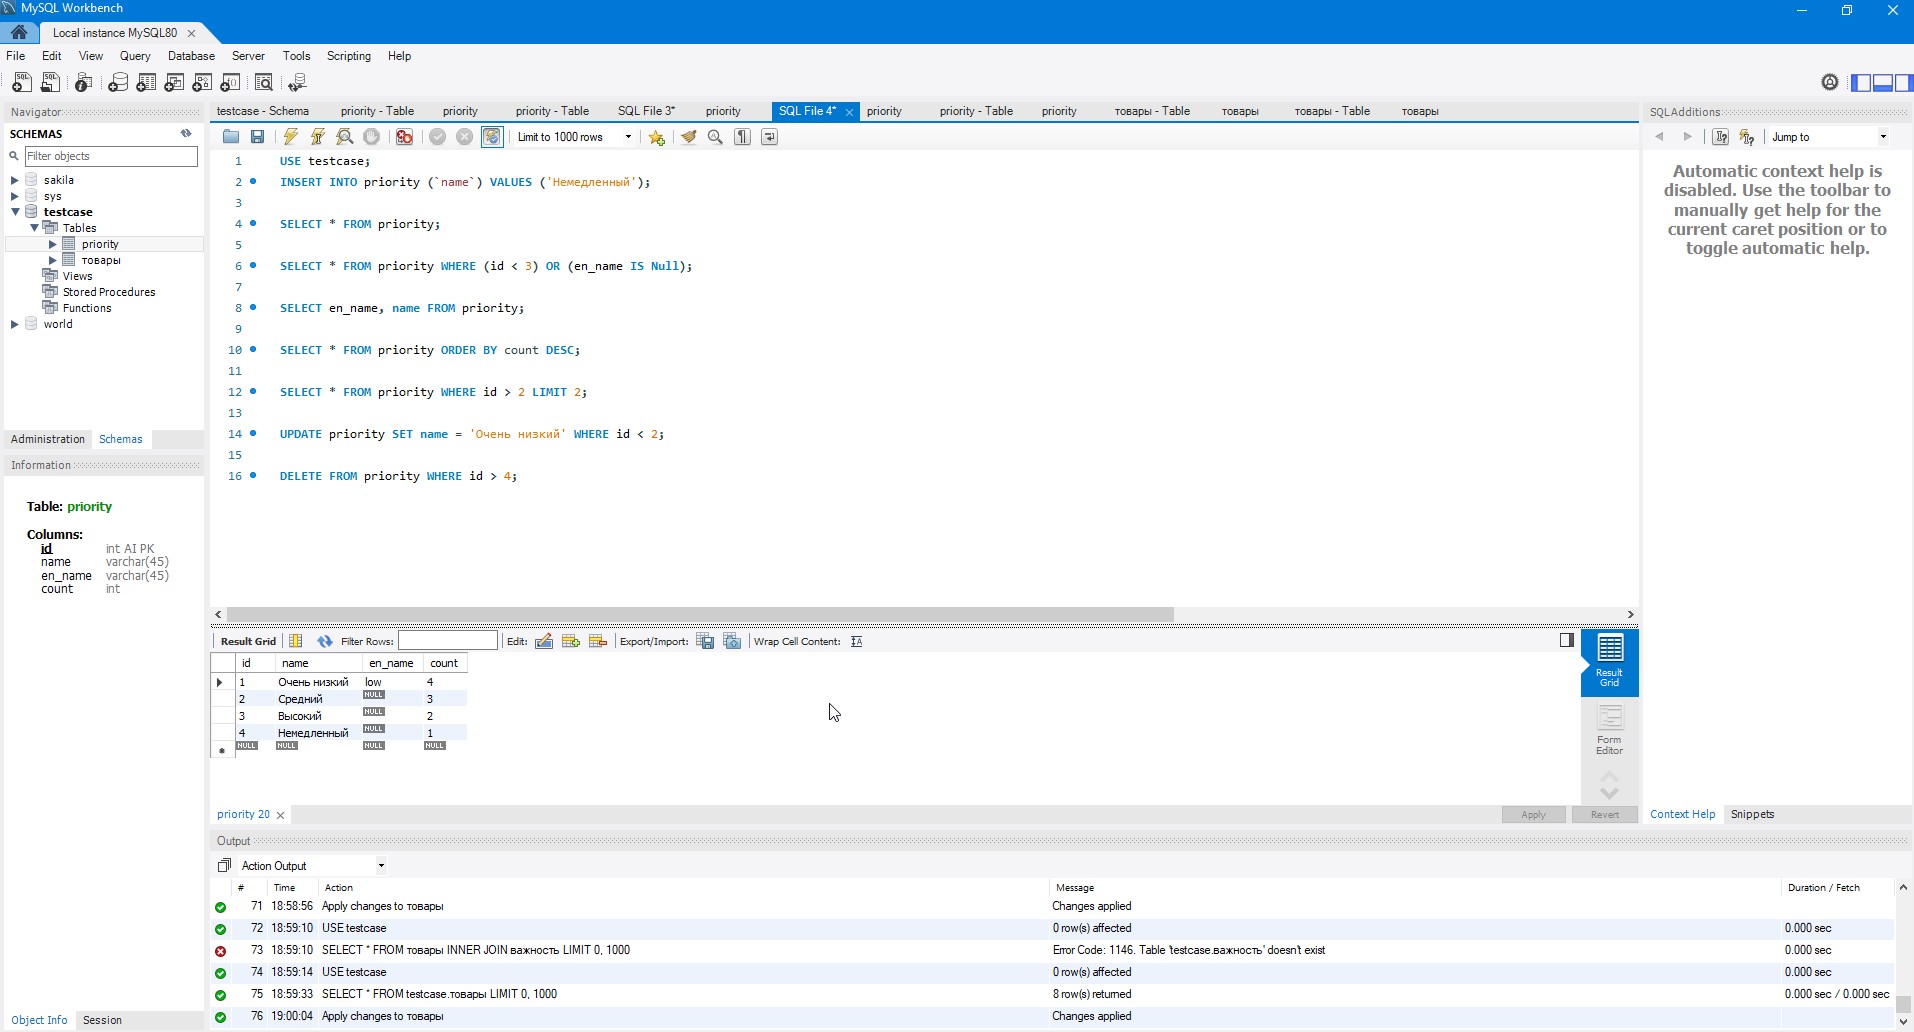 MySQL Workbench
Local instance MySQL80
File Edit View Query Database Server Tools Scripting Help
Navigator
SCHEMAS
Filter objects
sakila
sys
testcase
Tables
priority
товары
Views
Stored Procedures
Functions
world
Administration Schemas
Information
Table: priority
Columns:
id int AI PK
name varchar(45)
en_name varchar(45)
count int
Object Info Session
testcase - Schema priority - Table priority priority - Table SQL File 3* priority SQL File 4* priority priority - Table priority товары - Table товары товары - Table товары
Limit to 1000 rows
1 USE testcase;
2 INSERT INTO priority (`name`) VALUES ('Немедленный');
3
4 SELECT * FROM priority;
5
6 SELECT * FROM priority WHERE (id < 3) OR (en_name IS Null);
7
8 SELECT en_name, name FROM priority;
9
10 SELECT * FROM priority ORDER BY count DESC;
11
12 SELECT * FROM priority WHERE id > 2 LIMIT 2;
13
14 UPDATE priority SET name = 'Очень низкий' WHERE id < 2;
15
16 DELETE FROM priority WHERE id > 4;
Result Grid Filter Rows: Edit: Export/Import: Wrap Cell Content:
id name en_name count
1 Очень низкий low 4
2 Средний NULL 3
3 Высокий NULL 2
4 Немедленный NULL 1
NULL NULL NULL NULL
Result Grid
Form Editor
priority 20
Apply Revert
Output
Action Output
# Time Action Message Duration / Fetch
71 18:58:56 Apply changes to товары Changes applied
72 18:59:10 USE testcase 0 row(s) affected 0.000 sec
73 18:59:10 SELECT * FROM товары INNER JOIN важность LIMIT 0, 1000 Error Code: 1146. Table 'testcase.важность' doesn't exist 0.000 sec
74 18:59:14 USE testcase 0 row(s) affected 0.000 sec
75 18:59:33 SELECT * FROM testcase.товары LIMIT 0, 1000 8 row(s) returned 0.000 sec / 0.000 sec
76 19:00:04 Apply changes to товары Changes applied
SQLAdditions
Jump to
Automatic context help is
disabled. Use the toolbar to
manually get help for the
current caret position or to
toggle automatic help.
Context Help Snippets